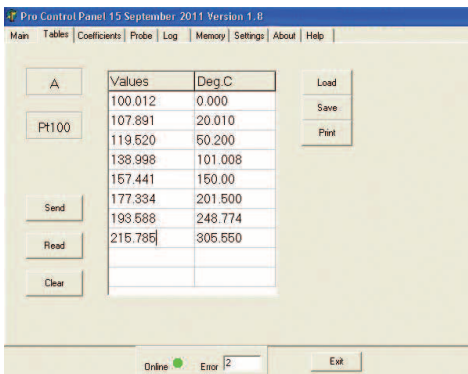 Pro Control Panel 15 September 2011 Version 1.8
Main Tables Coefficients Probe Log Memory Settings About Help
A
Pt100
Send
Read
Clear
Values Deg.C
100.012 0.000
107.891 20.010
119.520 50.200
138.998 101.008
157.441 150.00
177.334 201.500
193.588 248.774
215.785 305.550
Load
Save
Print
Online Error 2 Exit